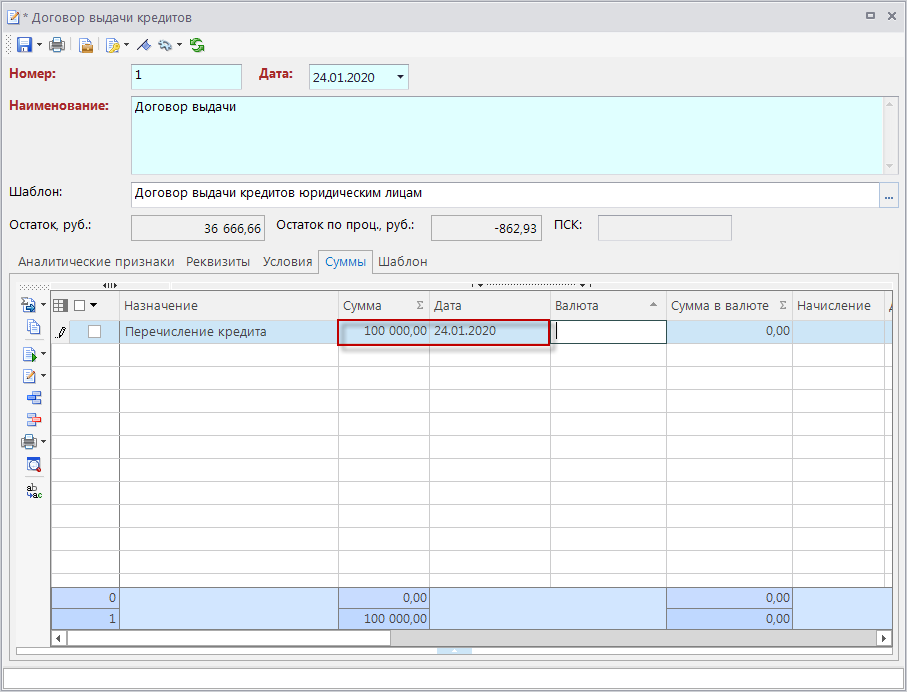 * Договор выдачи кредитов
Номер: 1 Дата: 24.01.2020
Наименование: Договор выдачи
Шаблон: Договор выдачи кредитов юридическим лицам ...
Остаток, руб.: 36 666,66 Остаток по проц., руб.: -862,93 ПСК:
Аналитические признаки Реквизиты Условия Суммы Шаблон
Назначение Сумма Σ Дата Валюта Сумма в валюте Σ Начисление
Перечисление кредита 100 000,00 24.01.2020 0,00
ab
ac
0 0,00 0,00
1 100 000,00 0,00